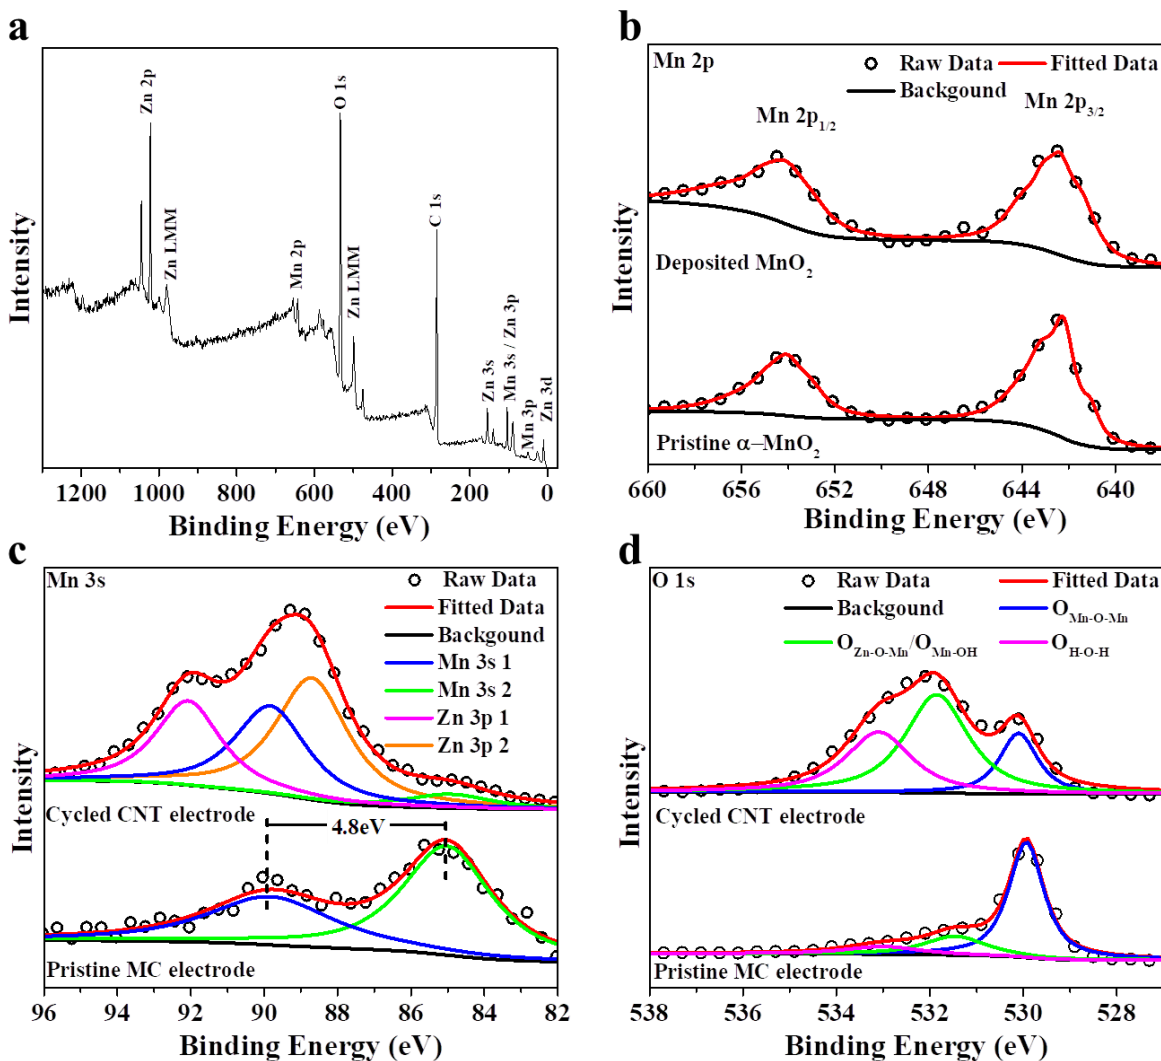 a
Zn 2p
Zn LMM
Mn 2p
O 1s
Zn LMM
C 1s
Zn 3s
Mn 3s / Zn 3p
Mn 3p
Zn 3d
Intensity
1200 1000 800 600 400 200 0
Binding Energy (eV)
b
Mn 2p
Raw Data
Fitted Data
Backgound
Mn 2p1/2
Mn 2p3/2
Deposited MnO2
Pristine α–MnO2
Intensity
660 656 652 648 644 640
Binding Energy (eV)
c
Mn 3s
Raw Data
Fitted Data
Backgound
Mn 3s 1
Mn 3s 2
Zn 3p 1
Zn 3p 2
Cycled CNT electrode
4.8eV
Pristine MC electrode
Intensity
96 94 92 90 88 86 84 82
Binding Energy (eV)
d
O 1s
Raw Data
Fitted Data
Backgound
OMn-O-Mn
OZn-O-Mn/OMn-OH
OH-O-H
Cycled CNT electrode
Pristine MC electrode
Intensity
538 536 534 532 530 528
Binding Energy (eV)